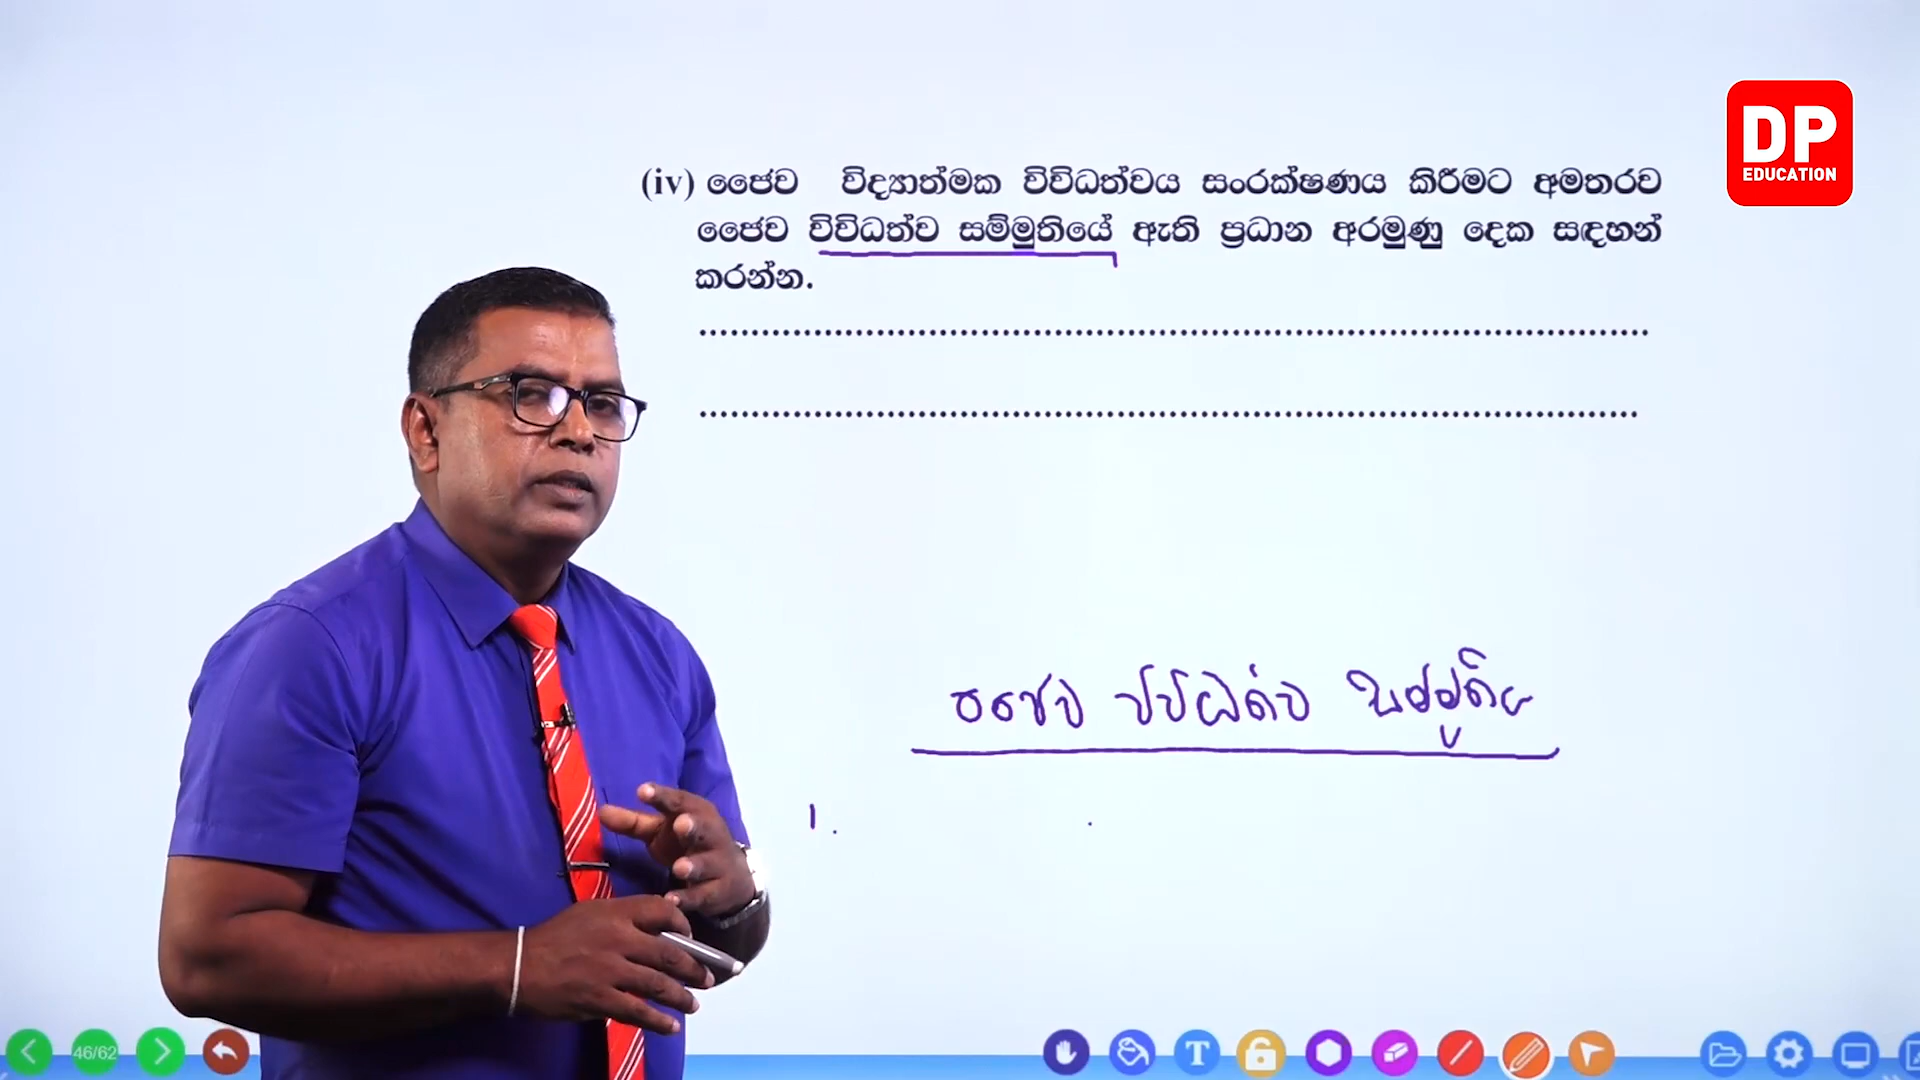 DP
EDUCATION
(iv) ජෛව විද්‍යාත්මක විවිධත්වය සංරක්ෂණය කිරීමට අමතරව
ජෛව විවිධත්ව සම්මුතියේ ඇති ප්‍රධාන අරමුණු දෙක සඳහන්
කරන්න.
ජෛව විවිධත්ව සම්මුතිය
1.
46/62
T